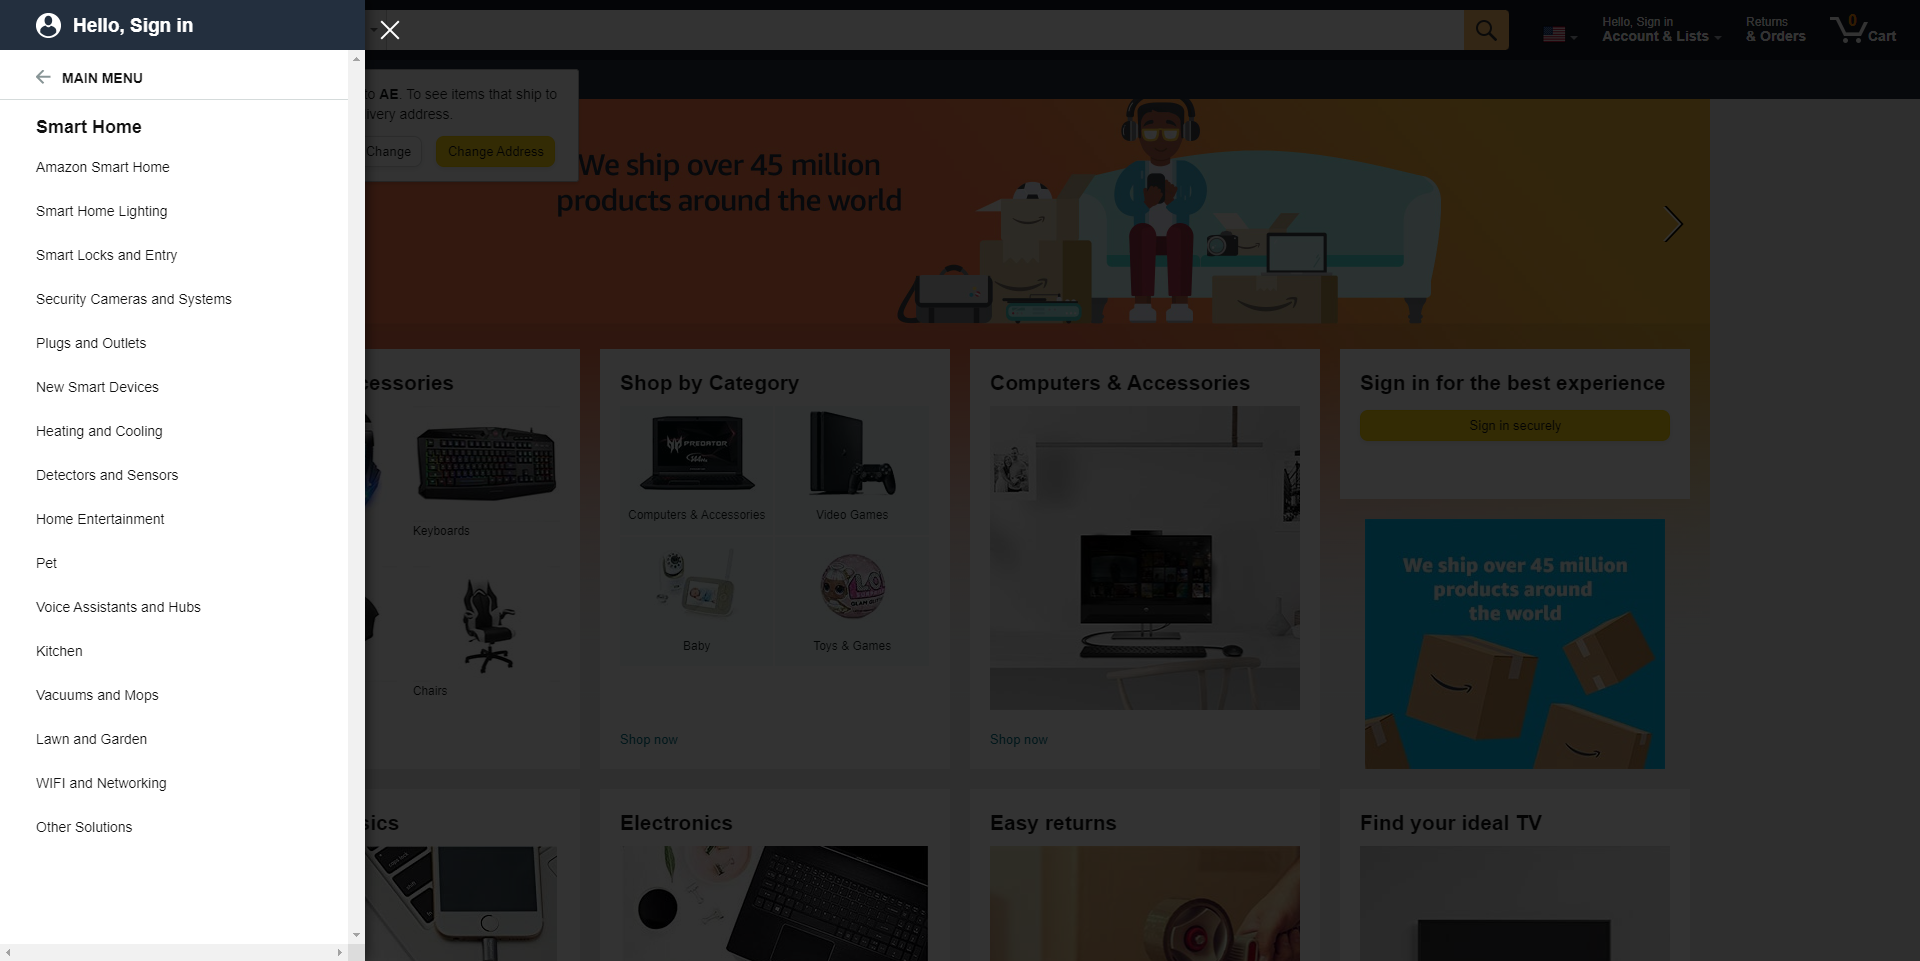 Hello, Sign in
MAIN MENU
Smart Home
Amazon Smart Home
Smart Home Lighting
Smart Locks and Entry
Security Cameras and Systems
Plugs and Outlets
New Smart Devices
Heating and Cooling
Detectors and Sensors
Home Entertainment
Pet
Voice Assistants and Hubs
Kitchen
Vacuums and Mops
Lawn and Garden
WIFI and Networking
Other Solutions
Hello, Sign in
Account & Lists
Returns
& Orders
0
Cart
to AE. To see items that ship to
address.
Change
Change Address
We ship over 45 million
products around the world
Keyboards
Chairs
Shop by Category
PREDATOR
Computers & Accessories
Video Games
Baby
Toys & Games
Shop now
Computers & Accessories
Shop now
Sign in for the best experience
Sign in securely
We ship over 45 million
products around
the world
Electronics
Easy returns
Find your ideal TV